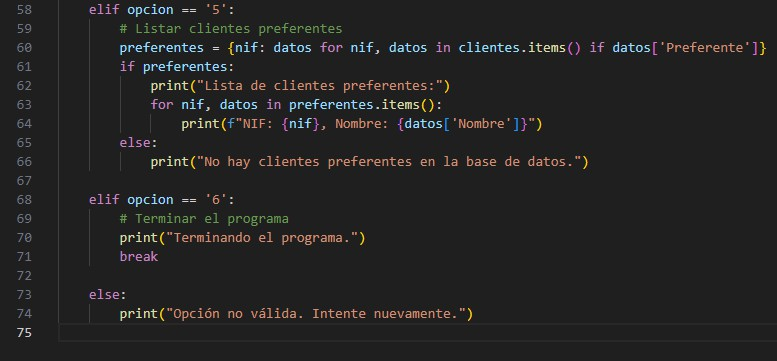 58 elif opcion == '5':
59 # Listar clientes preferentes
60 preferentes = {nif: datos for nif, datos in clientes.items() if datos['Preferente']}
61 if preferentes:
62 print("Lista de clientes preferentes:")
63 for nif, datos in preferentes.items():
64 print(f"NIF: {nif}, Nombre: {datos['Nombre']}")
65 else:
66 print("No hay clientes preferentes en la base de datos.")
67
68 elif opcion == '6':
69 # Terminar el programa
70 print("Terminando el programa.")
71 break
72
73 else:
74 print("Opción no válida. Intente nuevamente.")
75